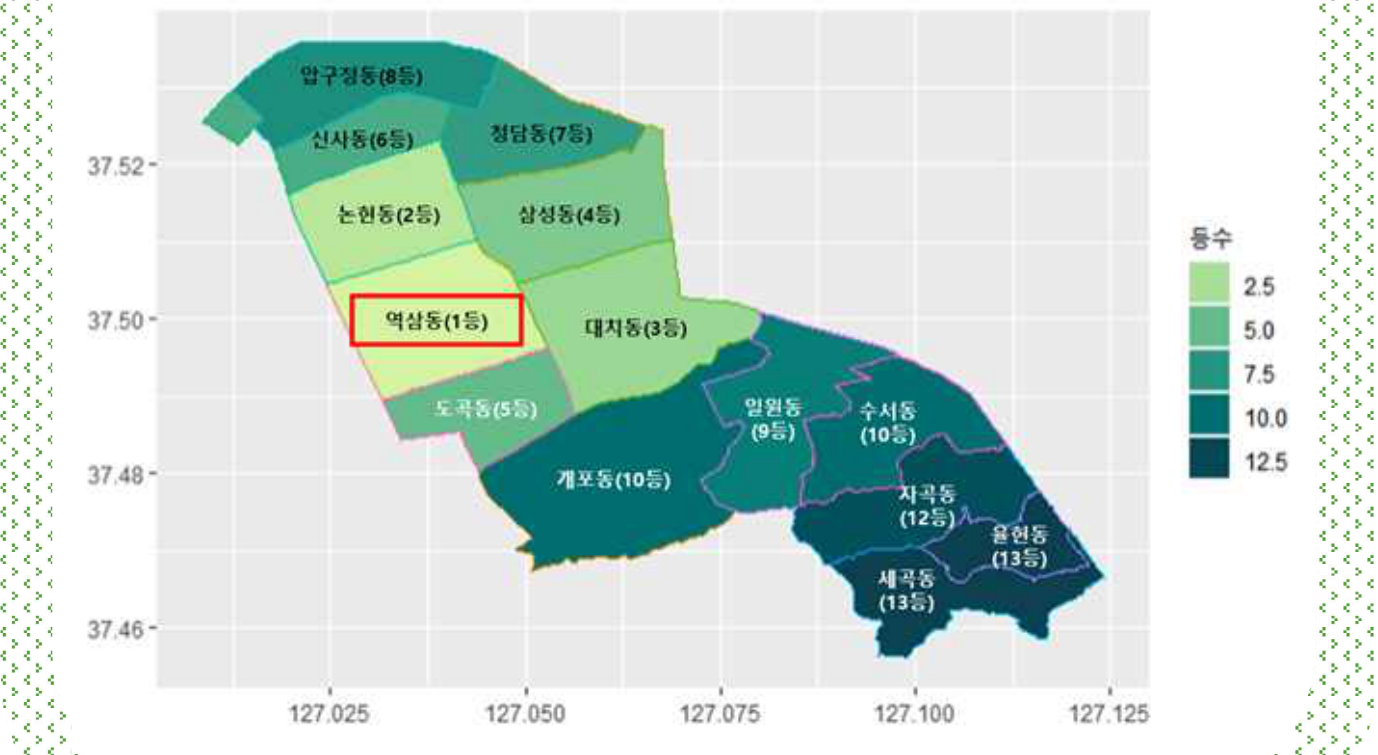 압구정동(8등)
신사동(6등)
청담동(7등)
37.52
논현동(2등)
삼성동(4등)
등수
2.5
37.50
역삼동(1등)
대치동(3등)
5.0
7.5
도곡동(5등)
일원동
(9등)
수서동
(10등)
10.0
12.5
37.48
개포동(10등)
자곡동
(12등)
율현동
(13등)
세곡동
(13등)
37.46
127.025
127.050
127.075
127.100
127.125